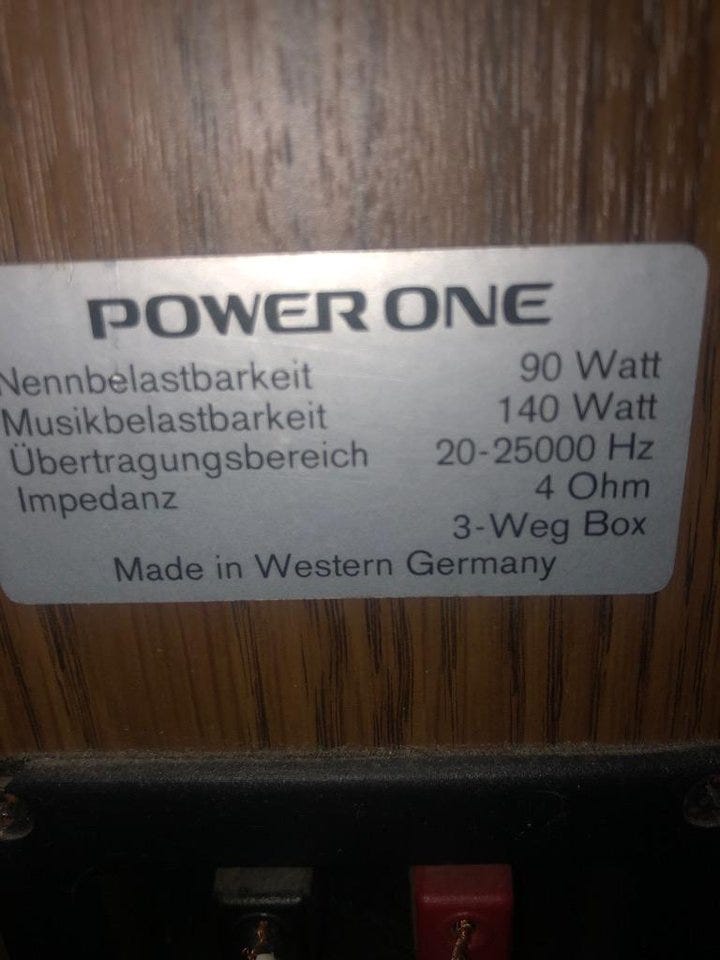 POWER ONE
Nennbelastbarkeit 90 Watt
Musikbelastbarkeit 140 Watt
Übertragungsbereich 20-25000 Hz
Impedanz 4 Ohm
3-Weg Box
Made in Western Germany